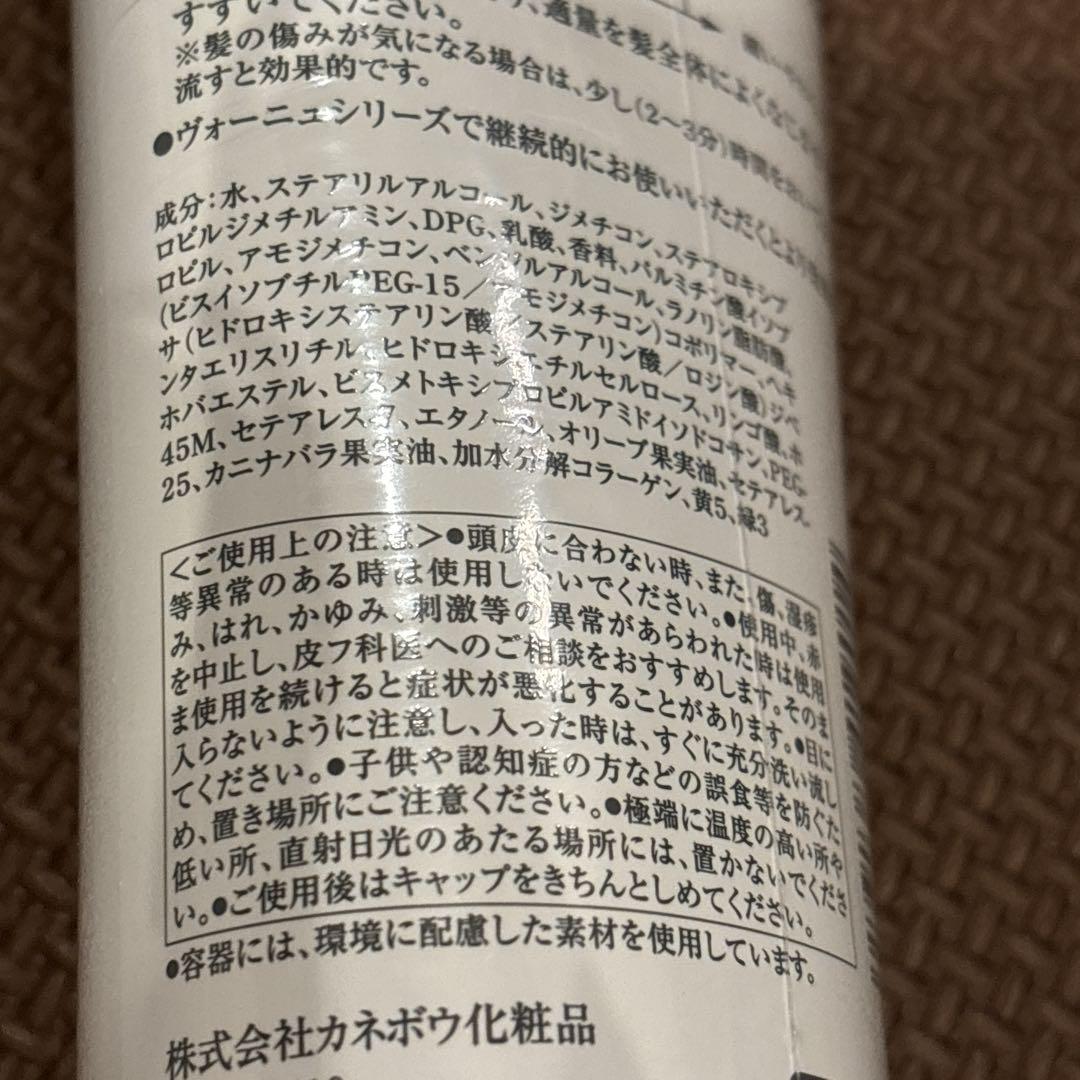 すすいでください。
、適量を髪全体によくなじ
※髪の傷みが気になる場合は、少し(2〜3分)時間を
流すと効果的です。
●ヴォーニュシリーズで継続的にお使いいただくとより
成分：水、ステアリルアルコール、ジメチコン、ステアロキシプ
ロピルジメチルアミン、DPG、乳酸、香料、パルミチン酸イソプ
ロピル、アモジメチコン、ベンジルアルコール、ラノリン脂肪酸、
(ビスイソブチルPEG-15／アモジメチコン)コポリマー、ヘキ
サ(ヒドロキシステアリン酸／ステアリン酸／ロジン酸)ジペ
ンタエリスリチル、ヒドロキシエチルセルロース、リンゴ酸、ホ
ホバエステル、ビスメトキシプロピルアミドイソドコサン、PEG-
45M、セテアレス-7、エタノール、オリーブ果実油、セテアレス-
25、カニナバラ果実油、加水分解コラーゲン、黄5、緑3
＜ご使用上の注意＞●頭皮に合わない時、また、傷、湿疹
等異常のある時は使用しないでください。●使用中、赤
み、はれ、かゆみ、刺激等の異常があらわれた時は使用
を中止し、皮フ科医へのご相談をおすすめします。そのま
ま使用を続けると症状が悪化することがあります。●目に
入らないように注意し、入った時は、すぐに充分洗い流し
てください。●子供や認知症の方などの誤食等を防ぐた
め、置き場所にご注意ください。●極端に温度の高い所や
低い所、直射日光のあたる場所には、置かないでくださ
い。●ご使用後はキャップをきちんとしめてください。
●容器には、環境に配慮した素材を使用しています。
株式会社カネボウ化粧品